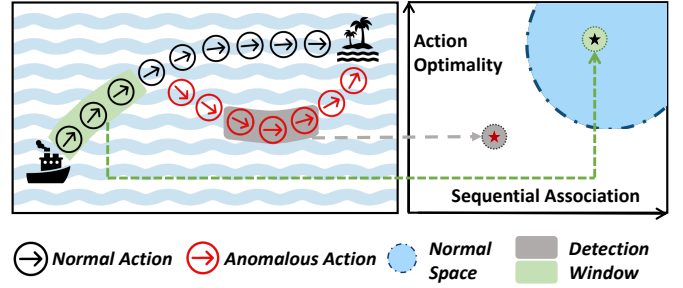 Action
Optimality
Sequential Association
Normal Action
Anomalous Action
Normal
Space
Detection
Window